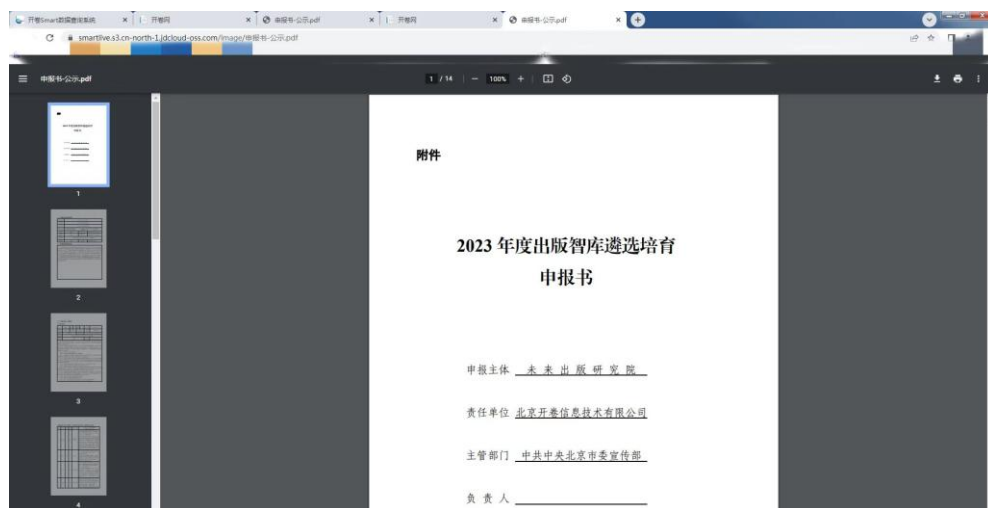 开卷Smart数据查询系统 × 开卷网 × 申报书-公示.pdf × 开卷网 × 申报书-公示.pdf ×
smartlive.s3.cn-north-1.jdcloud-oss.com/image/申报书-公示.pdf
申报书-公示.pdf 1 / 14 100%
附件
2023 年度出版智库遴选培育
申报书
申报主体 未来出版研究院
责任单位 北京开卷信息技术有限公司
主管部门 中共中央北京市委宣传部
负责人
1
2
3
4